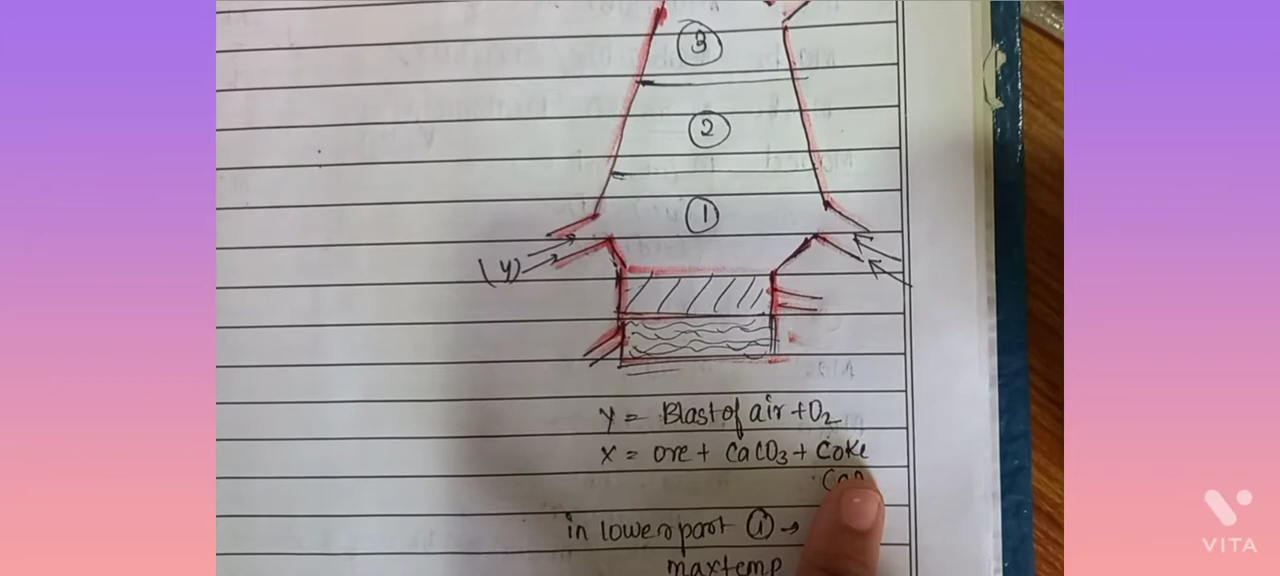 3
2
1
(y)
y = Blast of air + O2
x = ore + CaCO3 + Coke
in lower part ① →
max temp
VITA